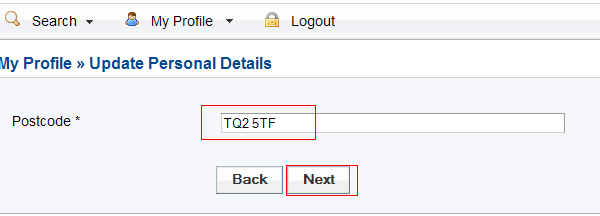 Search My Profile Logout
My Profile » Update Personal Details
Postcode * TQ2 5TF
Back Next